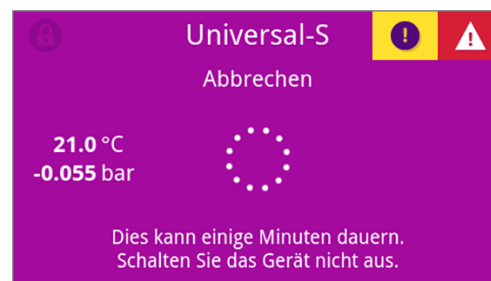 Universal-S
Abbrechen
21.0 °C
-0.055 bar
Dies kann einige Minuten dauern.
Schalten Sie das Gerät nicht aus.